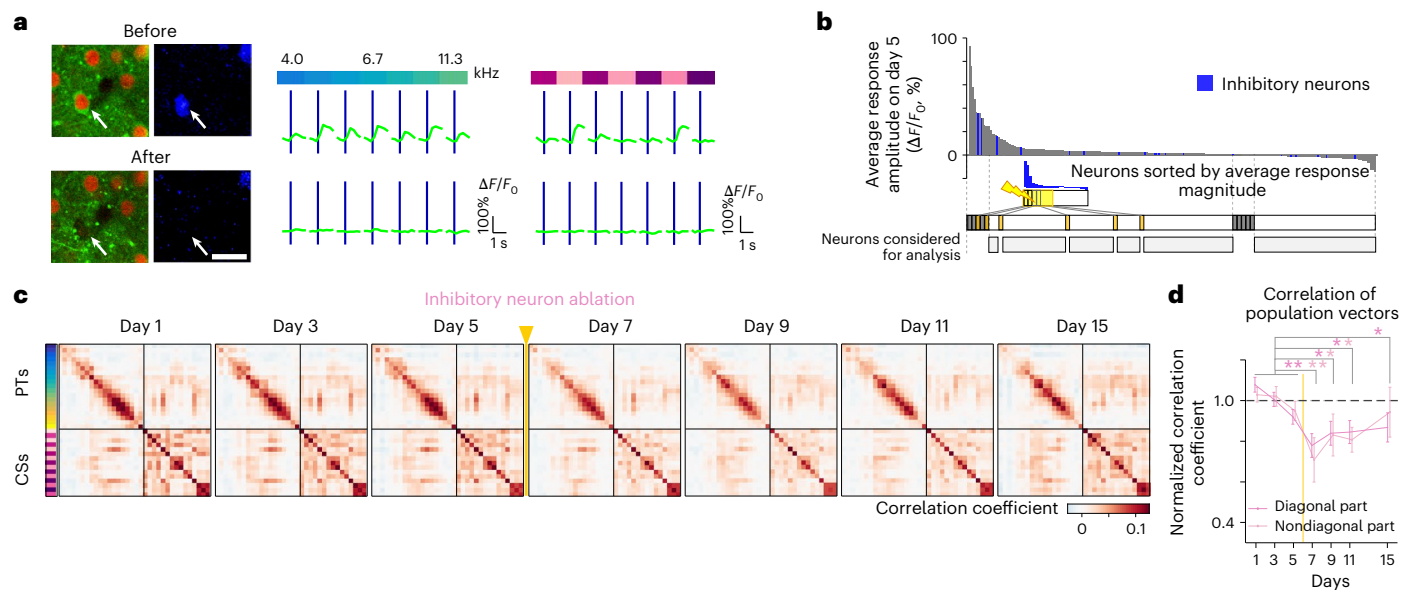 a
Before
After
4.0 6.7 11.3
kHz
ΔF/F0
100%
1 s
ΔF/F0
100%
1 s
b
Average response
amplitude on day 5
(ΔF/F0, %)
100
0
Inhibitory neurons
Neurons sorted by average response
magnitude
Neurons considered
for analysis
c
Inhibitory neuron ablation
Day 1 Day 3 Day 5 Day 7 Day 9 Day 11 Day 15
PTs
CSs
Correlation coefficient
0 0.1
d
Correlation of
population vectors
*
* *
* *
** **
Normalized correlation
coefficient
1.0
0.4
Diagonal part
Nondiagonal part
1 3 5 7 9 11 15
Days